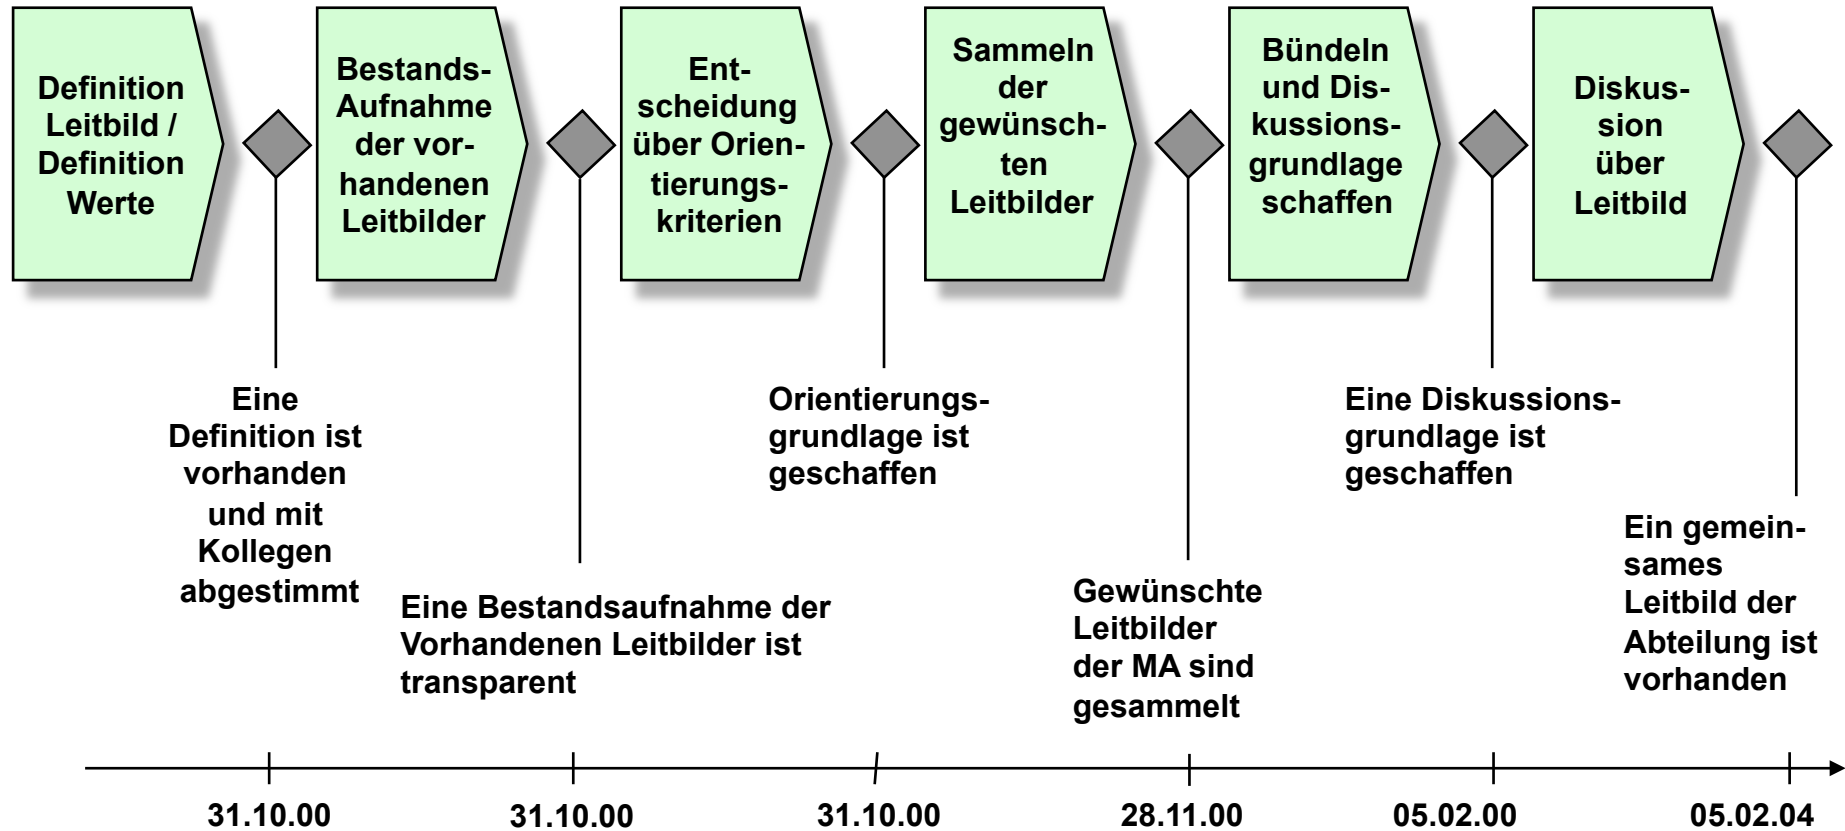 Definition
Leitbild /
Definition
Werte
Bestands-
Aufnahme
der vor-
handenen
Leitbilder
Ent-
scheidung
über Orien-
tierungs-
kriterien
Sammeln
der
gewünsch-
ten
Leitbilder
Bündeln
und Dis-
kussions-
grundlage
schaffen
Diskus-
sion
über
Leitbild
Eine
Definition ist
vorhanden
und mit
Kollegen
abgestimmt
Eine Bestandsaufnahme der
Vorhandenen Leitbilder ist
transparent
Orientierungs-
grundlage ist
geschaffen
Gewünschte
Leitbilder
der MA sind
gesammelt
Eine Diskussions-
grundlage ist
geschaffen
Ein gemein-
sames
Leitbild der
Abteilung ist
vorhanden
31.10.00
31.10.00
31.10.00
28.11.00
05.02.00
05.02.04